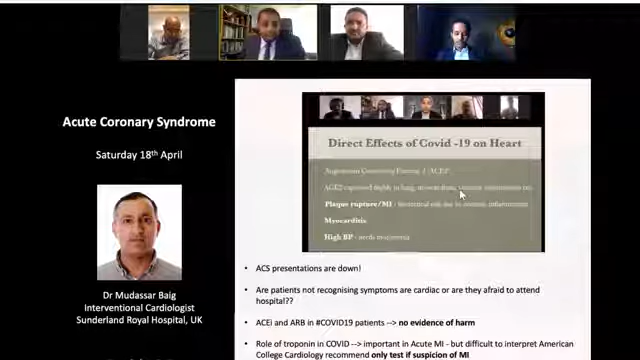 Acute Coronary Syndrome
Saturday 18th April
Dr Mudassar Baig
Interventional Cardiologist
Sunderland Royal Hospital, UK
Direct Effects of Covid -19 on Heart
Plaque rupture/MI -
Myocarditis
High BP -
• ACS presentations are down!
• Are patients not recognising symptoms are cardiac or are they afraid to attend
hospital??
• ACEi and ARB in #COVID19 patients --> no evidence of harm
• Role of troponin in COVID --> important in Acute MI - but difficult to interpret American
College Cardiology recommend only test if suspicion of MI